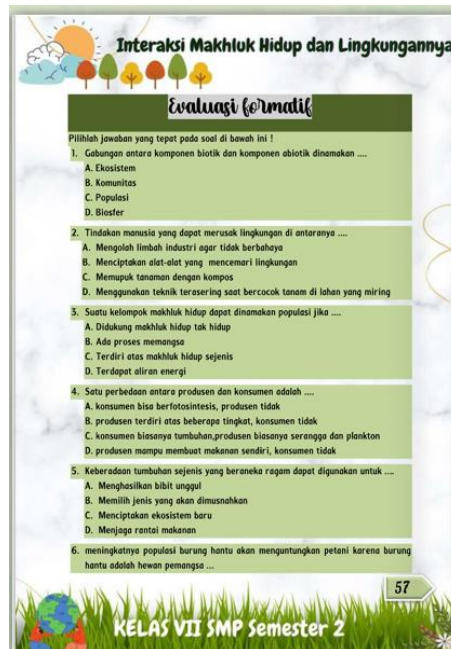 Interaksi Makhluk Hidup dan Lingkungannya
Evaluasi formatif
Pilihlah jawaban yang tepat pada soal di bawah ini !
1. Gabungan antara komponen biotik dan komponen abiotik dinamakan ....
A. Ekosistem
B. Komunitas
C. Populasi
D. Biosfer
2. Tindakan manusia yang dapat merusak lingkungan di antaranya ....
A. Mengolah limbah industri agar tidak berbahaya
B. Menciptakan alat-alat yang mencemari lingkungan
C. Memupuk tanaman dengan kompos
D. Menggunakan teknik terasering saat bercocok tanam di lahan yang miring
3. Suatu kelompok makhluk hidup dapat dinamakan populasi jika ....
A. Didukung makhluk hidup tak hidup
B. Ada proses memangsa
C. Terdiri atas makhluk hidup sejenis
D. Terdapat aliran energi
4. Satu perbedaan antara produsen dan konsumen adalah ....
A. konsumen bisa berfotosintesis, produsen tidak
B. produsen terdiri atas beberapa tingkat, konsumen tidak
C. konsumen biasanya tumbuhan,produsen biasanya serangga dan plankton
D. produsen mampu membuat makanan sendiri, konsumen tidak
5. Keberadaan tumbuhan sejenis yang beraneka ragam dapat digunakan untuk ....
A. Menghasilkan bibit unggul
B. Memilih jenis yang akan dimusnahkan
C. Menciptakan ekosistem baru
D. Menjaga rantai makanan
6. meningkatnya populasi burung hantu akan menguntungkan petani karena burung
hantu adalah hewan pemangsa ...
57
KELAS VII SMP Semester 2